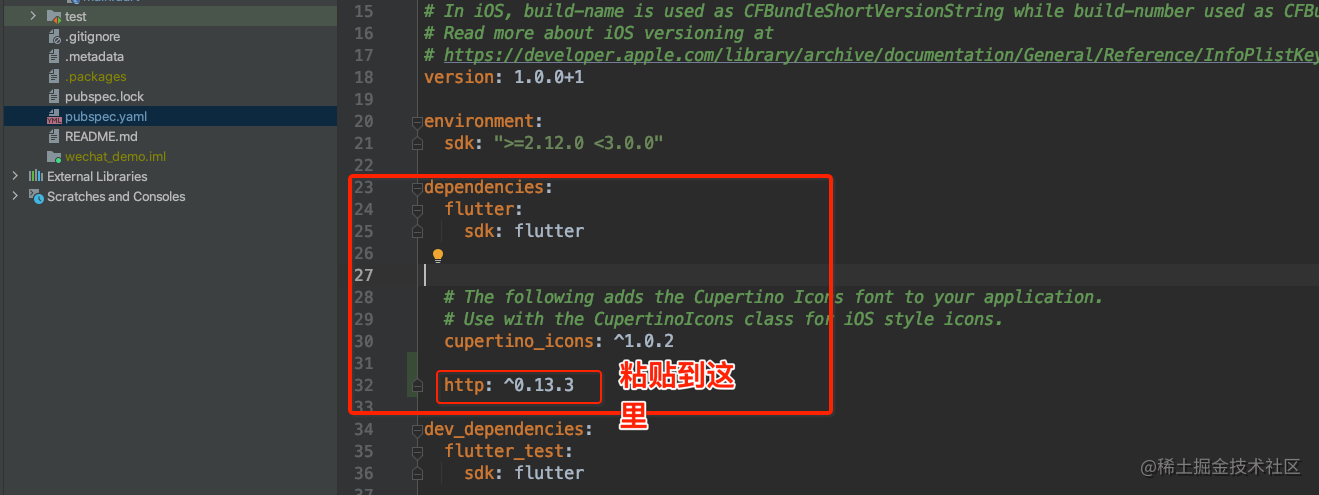 test
.gitignore
.metadata
.packages
pubspec.lock
pubspec.yaml
README.md
wechat_demo.iml
External Libraries
Scratches and Consoles
15 # In iOS, build-name is used as CFBundleShortVersionString while build-number used as CFBu
16 # Read more about iOS versioning at
17 # https://developer.apple.com/library/archive/documentation/General/Reference/InfoPlistKey
18 version: 1.0.0+1
19
20 environment:
21 sdk: ">=2.12.0 <3.0.0"
22
23 dependencies:
24 flutter:
25 sdk: flutter
26
27
28 # The following adds the Cupertino Icons font to your application.
29 # Use with the CupertinoIcons class for iOS style icons.
30 cupertino_icons: ^1.0.2
31
32 http: ^0.13.3
粘贴到这
里
33
34 dev_dependencies:
35 flutter_test:
36 sdk: flutter
37
@稀土掘金技术社区